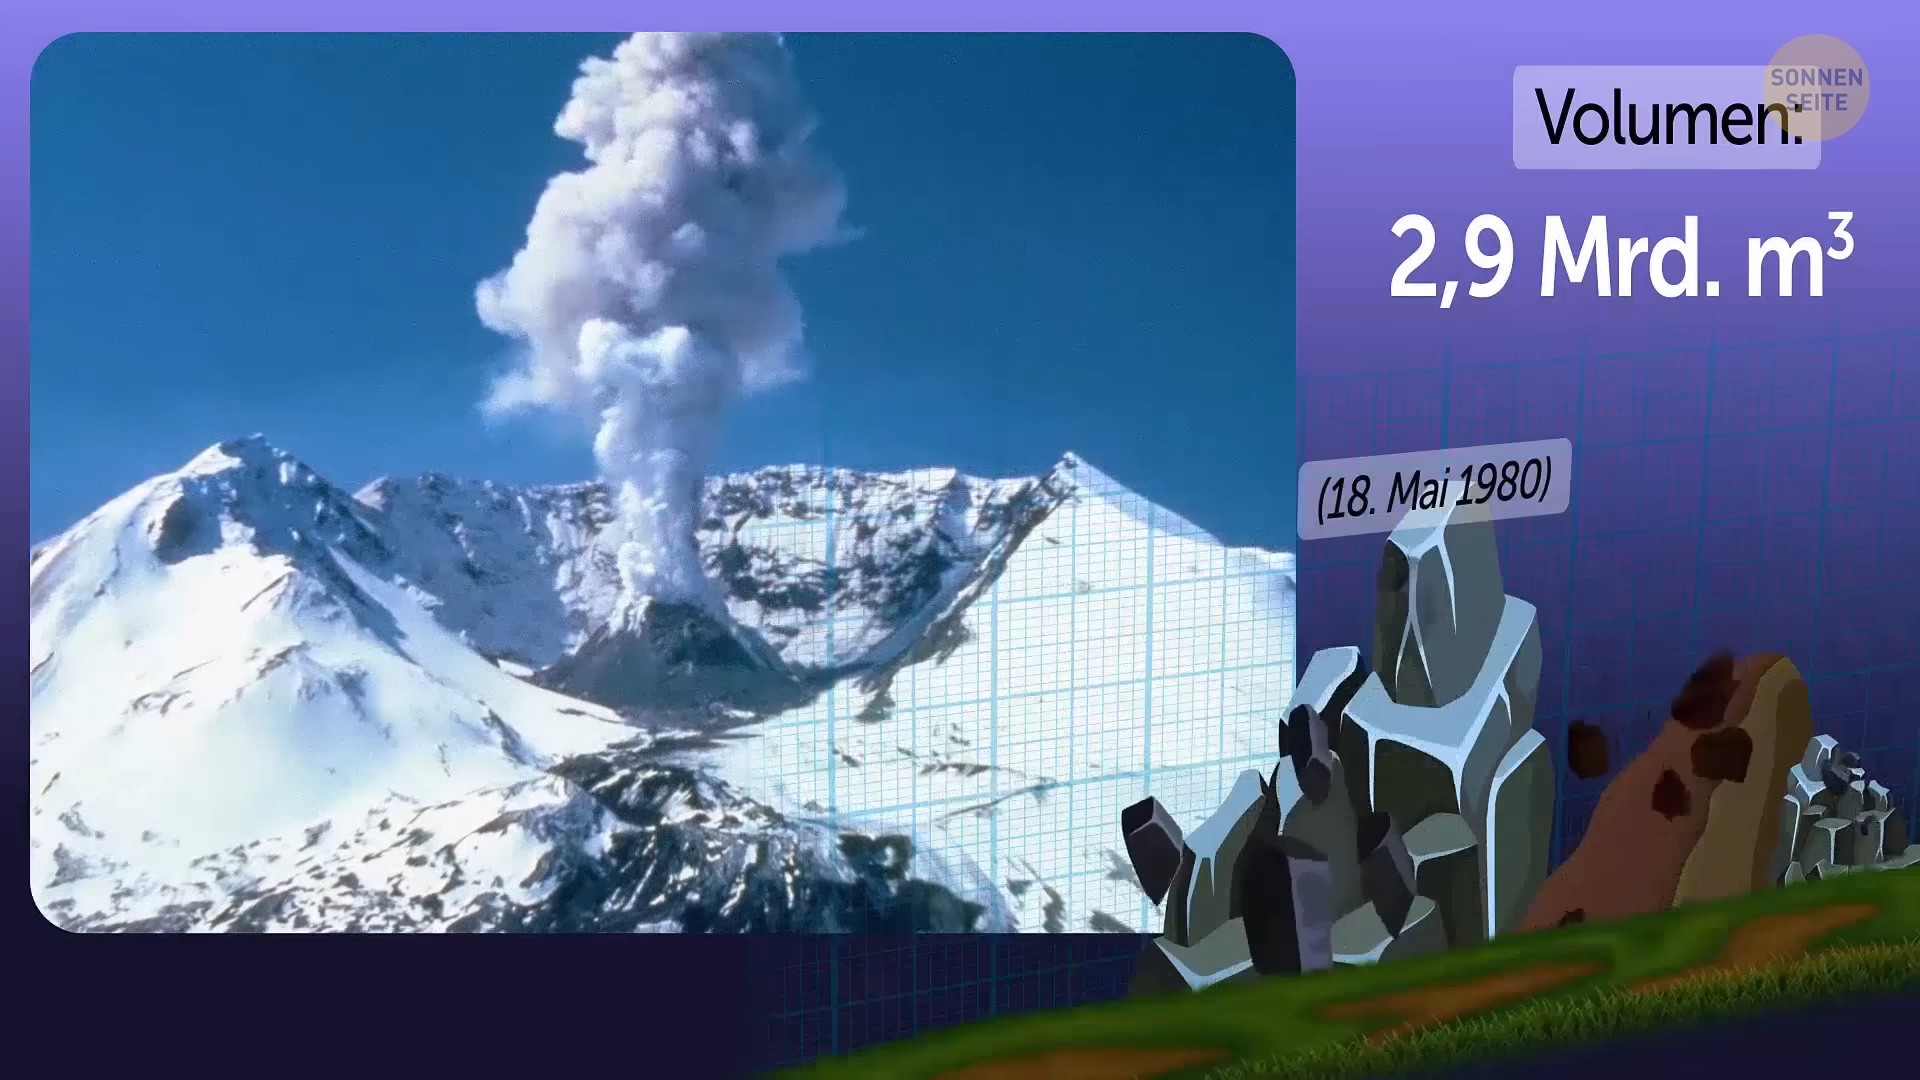 SONNEN
SEITE
Volumen:
2,9 Mrd. m³
(18. Mai 1980)